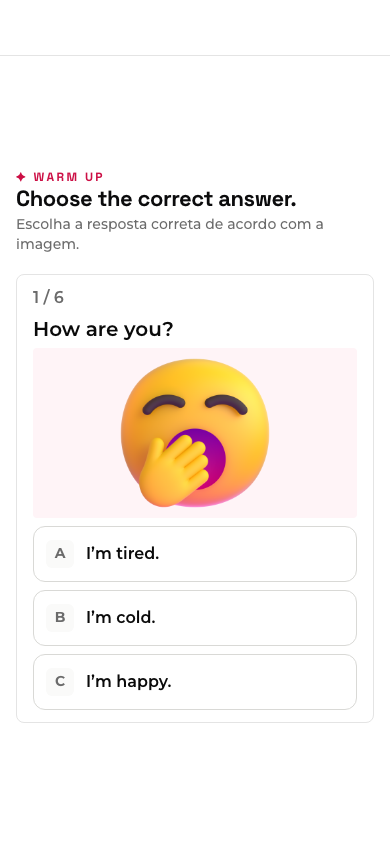 WARM UP
Choose the correct answer.
Escolha a resposta correta de acordo com a
imagem.
1 / 6
How are you?
A I’m tired.
B I’m cold.
C I’m happy.